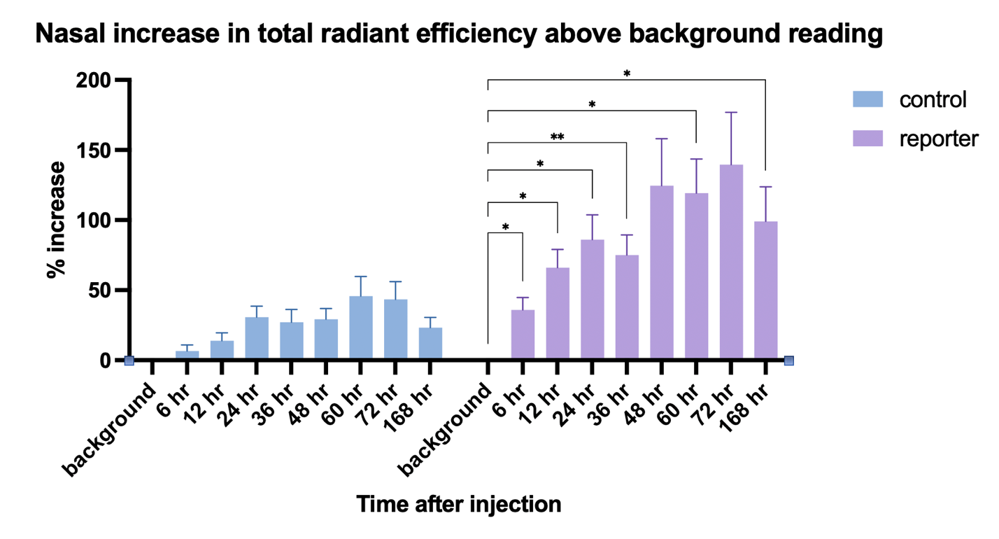 Nasal increase in total radiant efficiency above background reading
200
150
100
50
0
% increase
*
*
**
*
*
*
control
reporter
background
6 hr
12 hr
24 hr
36 hr
48 hr
60 hr
72 hr
168 hr
background
6 hr
12 hr
24 hr
36 hr
48 hr
60 hr
72 hr
168 hr
Time after injection